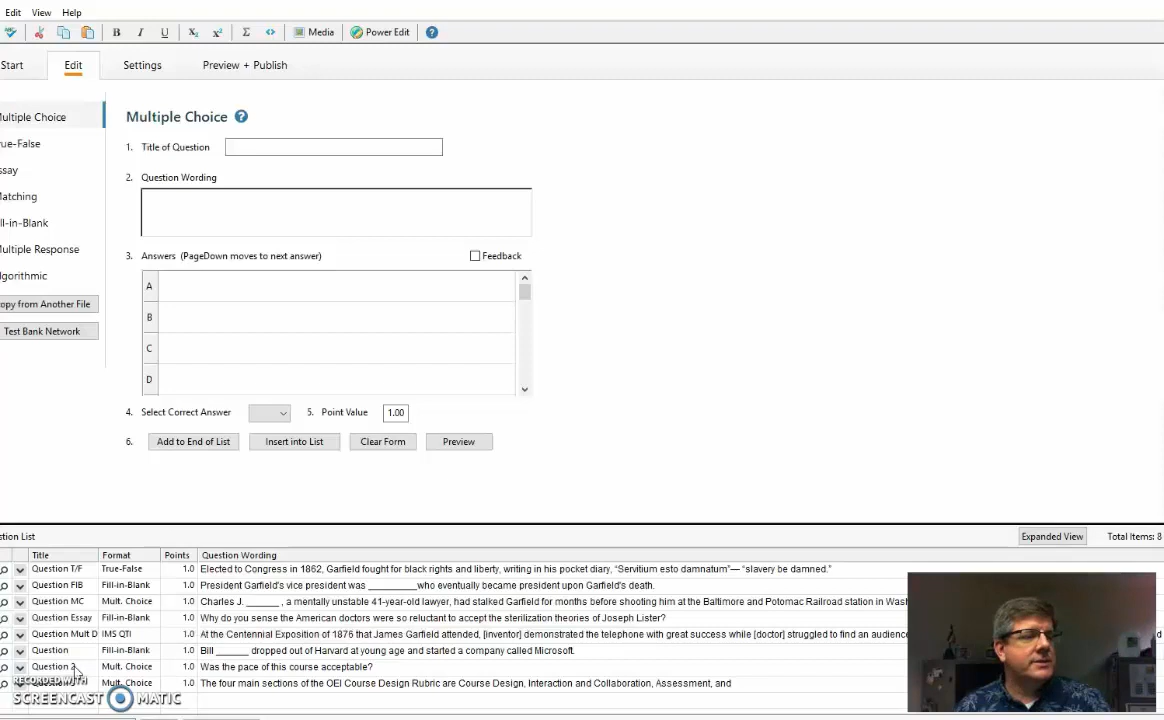 Edit View Help
ABC B I U X₂ x² Σ <> Media Power Edit ?
Start Edit Settings Preview + Publish
ultiple Choice
ue-False
ssay
atching
ll-in-Blank
ultiple Response
lgorithmic
opy from Another File
Test Bank Network
Multiple Choice ?
1. Title of Question
2. Question Wording
3. Answers (PageDown moves to next answer) Feedback
A
B
C
D
4. Select Correct Answer 5. Point Value 1.00
6. Add to End of List Insert into List Clear Form Preview
stion List Expanded View Total Items: 8
Title Format Points Question Wording
Question T/F True-False 1.0 Elected to Congress in 1862, Garfield fought for black rights and liberty, writing in his pocket diary, “Servitium esto damnatum”— “slavery be damned.”
Question FIB Fill-in-Blank 1.0 President Garfield's vice president was __________who eventually became president upon Garfield's death.
Question MC Mult. Choice 1.0 Charles J. ______ , a mentally unstable 41-year-old lawyer, had stalked Garfield for months before shooting him at the Baltimore and Potomac Railroad station in Wash
Question Essay Fill-in-Blank 1.0 Why do you sense the American doctors were so reluctant to accept the sterilization theories of Joseph Lister?
Question Mult D IMS QTI 1.0 At the Centennial Exposition of 1876 that James Garfield attended, [inventor] demonstrated the telephone with great success while [doctor] struggled to find an audience d
Question Fill-in-Blank 1.0 Bill ______ dropped out of Harvard at young age and started a company called Microsoft.
Question 2 Mult. Choice 1.0 Was the pace of this course acceptable?
Mult. Choice 1.0 The four main sections of the OEI Course Design Rubric are Course Design, Interaction and Collaboration, Assessment, and
RECORDED WITH
SCREENCAST MATIC